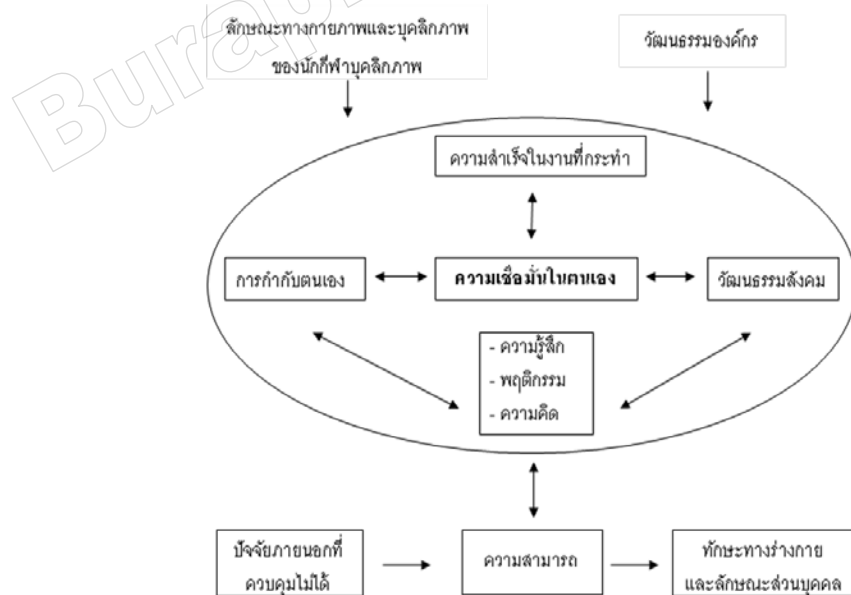 Burap
ลักษณะทางกายภาพและบุคลิกภาพ
ของนักกีฬาบุคลิกภาพ
วัฒนธรรมองค์กร
ความสำเร็จในงานที่กระทำ
การกำกับตนเอง
ความเชื่อมั่นในตนเอง
วัฒนธรรมสังคม
- ความรู้สึก
- พฤติกรรม
- ความคิด
ปัจจัยภายนอกที่
ควบคุมไม่ได้
ความสามารถ
ทักษะทางร่างกาย
และลักษณะส่วนบุคคล